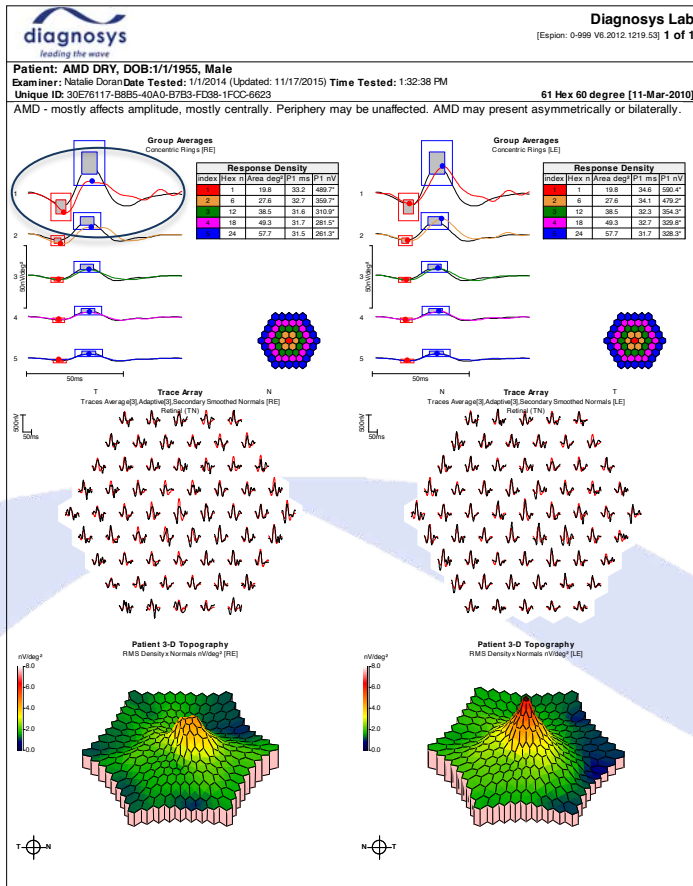 diagnosys
leading the wave
Diagnosys Lab
[Espion: 0-999 V6.2012.1219.53] 1 of 1
Patient: AMD DRY, DOB:1/1/1955, Male
Examiner: Natalie Doran Date Tested: 1/1/2014 (Updated: 11/17/2015) Time Tested: 1:32:38 PM
Unique ID: 30E76117-B8B5-40A0-B7B3-FD38-1FCC-6623
61 Hex 60 degree [11-Mar-2010]
AMD - mostly affects amplitude, mostly centrally. Periphery may be unaffected. AMD may present asymmetrically or bilaterally.
Group Averages
Concentric Rings [RE]
Response Density
index Hex n Area deg² P1 ms P1 nV
1 1 19.8 33.2 489.7*
2 6 27.6 32.7 359.7*
3 12 38.5 31.6 310.9*
4 18 49.3 31.7 281.5*
24 57.7 31.5 261.3*
1
2
3
4
5
50nV/deg²
50ms
Group Averages
Concentric Rings [LE]
Response Density
index Hex n Area deg² P1 ms P1 nV
1 1 19.8 34.6 590.4*
2 6 27.6 34.1 479.2*
3 12 38.5 32.3 354.3*
4 18 49.3 32.7 329.8*
24 57.7 31.7 328.3*
1
2
3
4
5
50nV/deg²
50ms
T Trace Array N
Traces Average[3],Adaptive[3],Secondary Smoothed Normals [RE]
Retinal (TN)
500nV
50ms
N Trace Array T
Traces Average[3],Adaptive[3],Secondary Smoothed Normals [LE]
Retinal (TN)
500nV
50ms
Patient 3-D Topography
RMS Density x Normals nV/deg² [RE]
nV/deg²
8.0
6.0
4.0
2.0
0.0
T N
Patient 3-D Topography
RMS Density x Normals nV/deg² [LE]
nV/deg²
8.0
6.0
4.0
2.0
0.0
N T